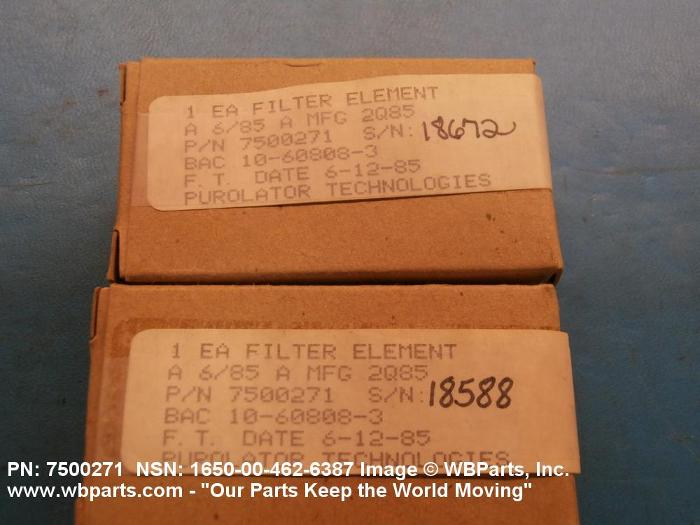 1 EA FILTER ELEMENT
A 6/85 A MFG 2Q85
P/N 7500271 S/N: 18672
BAC 10-60808-3
F. T. DATE 6-12-85
PUROLATOR TECHNOLOGIES
1 EA FILTER ELEMENT
A 6/85 A MFG 2Q85
P/N 7500271 S/N: 18588
BAC 10-60808-3
F. T. DATE 6-12-85
PUROLATOR TECHNOLOGIES
PN: 7500271 NSN: 1650-00-462-6387 Image © WBParts, Inc.
www.wbparts.com - "Our Parts Keep the World Moving"